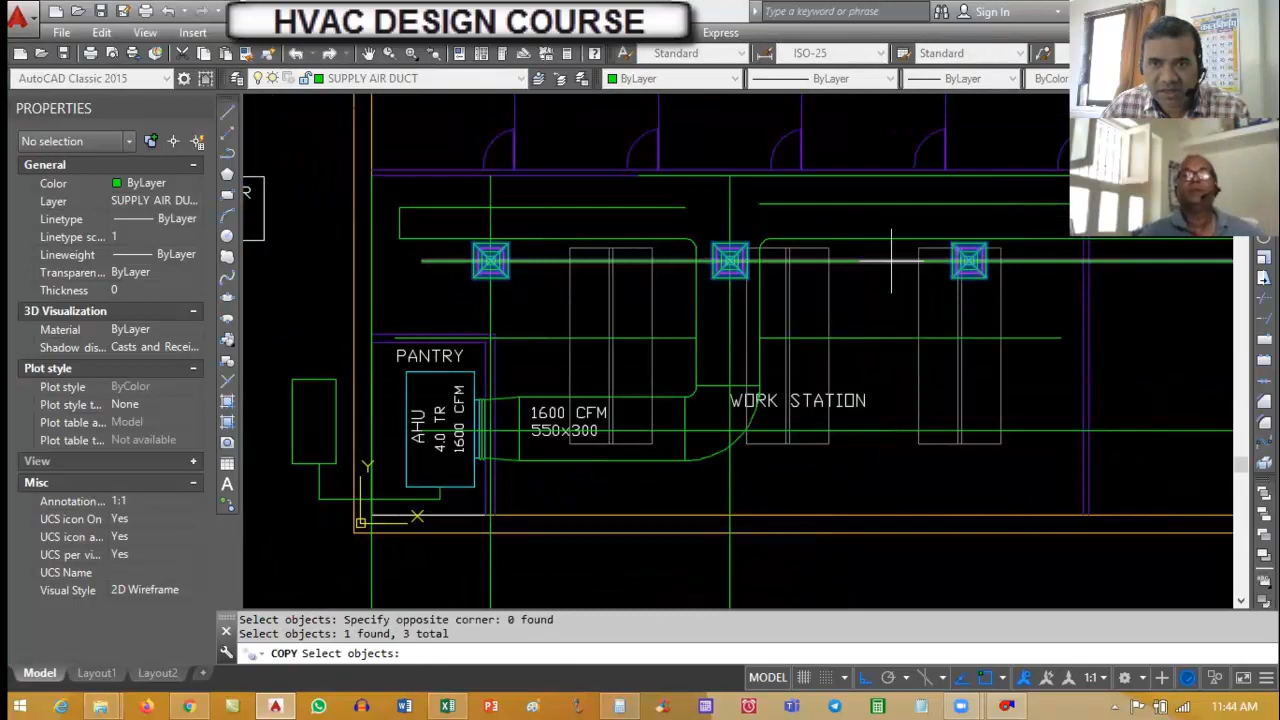 HVAC DESIGN COURSE
File
Edit
View
Insert
Express
Type a keyword or phrase
Sign In
Standard
ISO-25
Standard
AutoCAD Classic 2015
SUPPLY AIR DUCT
ByLayer
ByLayer
ByLayer
ByColor
PROPERTIES
No selection
General
Color ByLayer
Layer SUPPLY AIR DU...
Linetype ByLayer
Linetype sc... 1
Lineweight ByLayer
Transparen... ByLayer
Thickness 0
3D Visualization
Material ByLayer
Shadow dis... Casts and Recei...
Plot style
Plot style ByColor
Plot style t... None
Plot table a... Model
Plot table t... Not available
View
Misc
Annotation... 1:1
UCS icon On Yes
UCS icon a... Yes
UCS per vi... Yes
UCS Name
Visual Style 2D Wireframe
R
PANTRY
AHU
4.0 TR
1600 CFM
1600 CFM
550x300
WORK STATION
Y
X
Select objects: Specify opposite corner: 0 found
Select objects: 1 found, 3 total
COPY Select objects:
Model
Layout1
Layout2
MODEL
1:1
11:44 AM